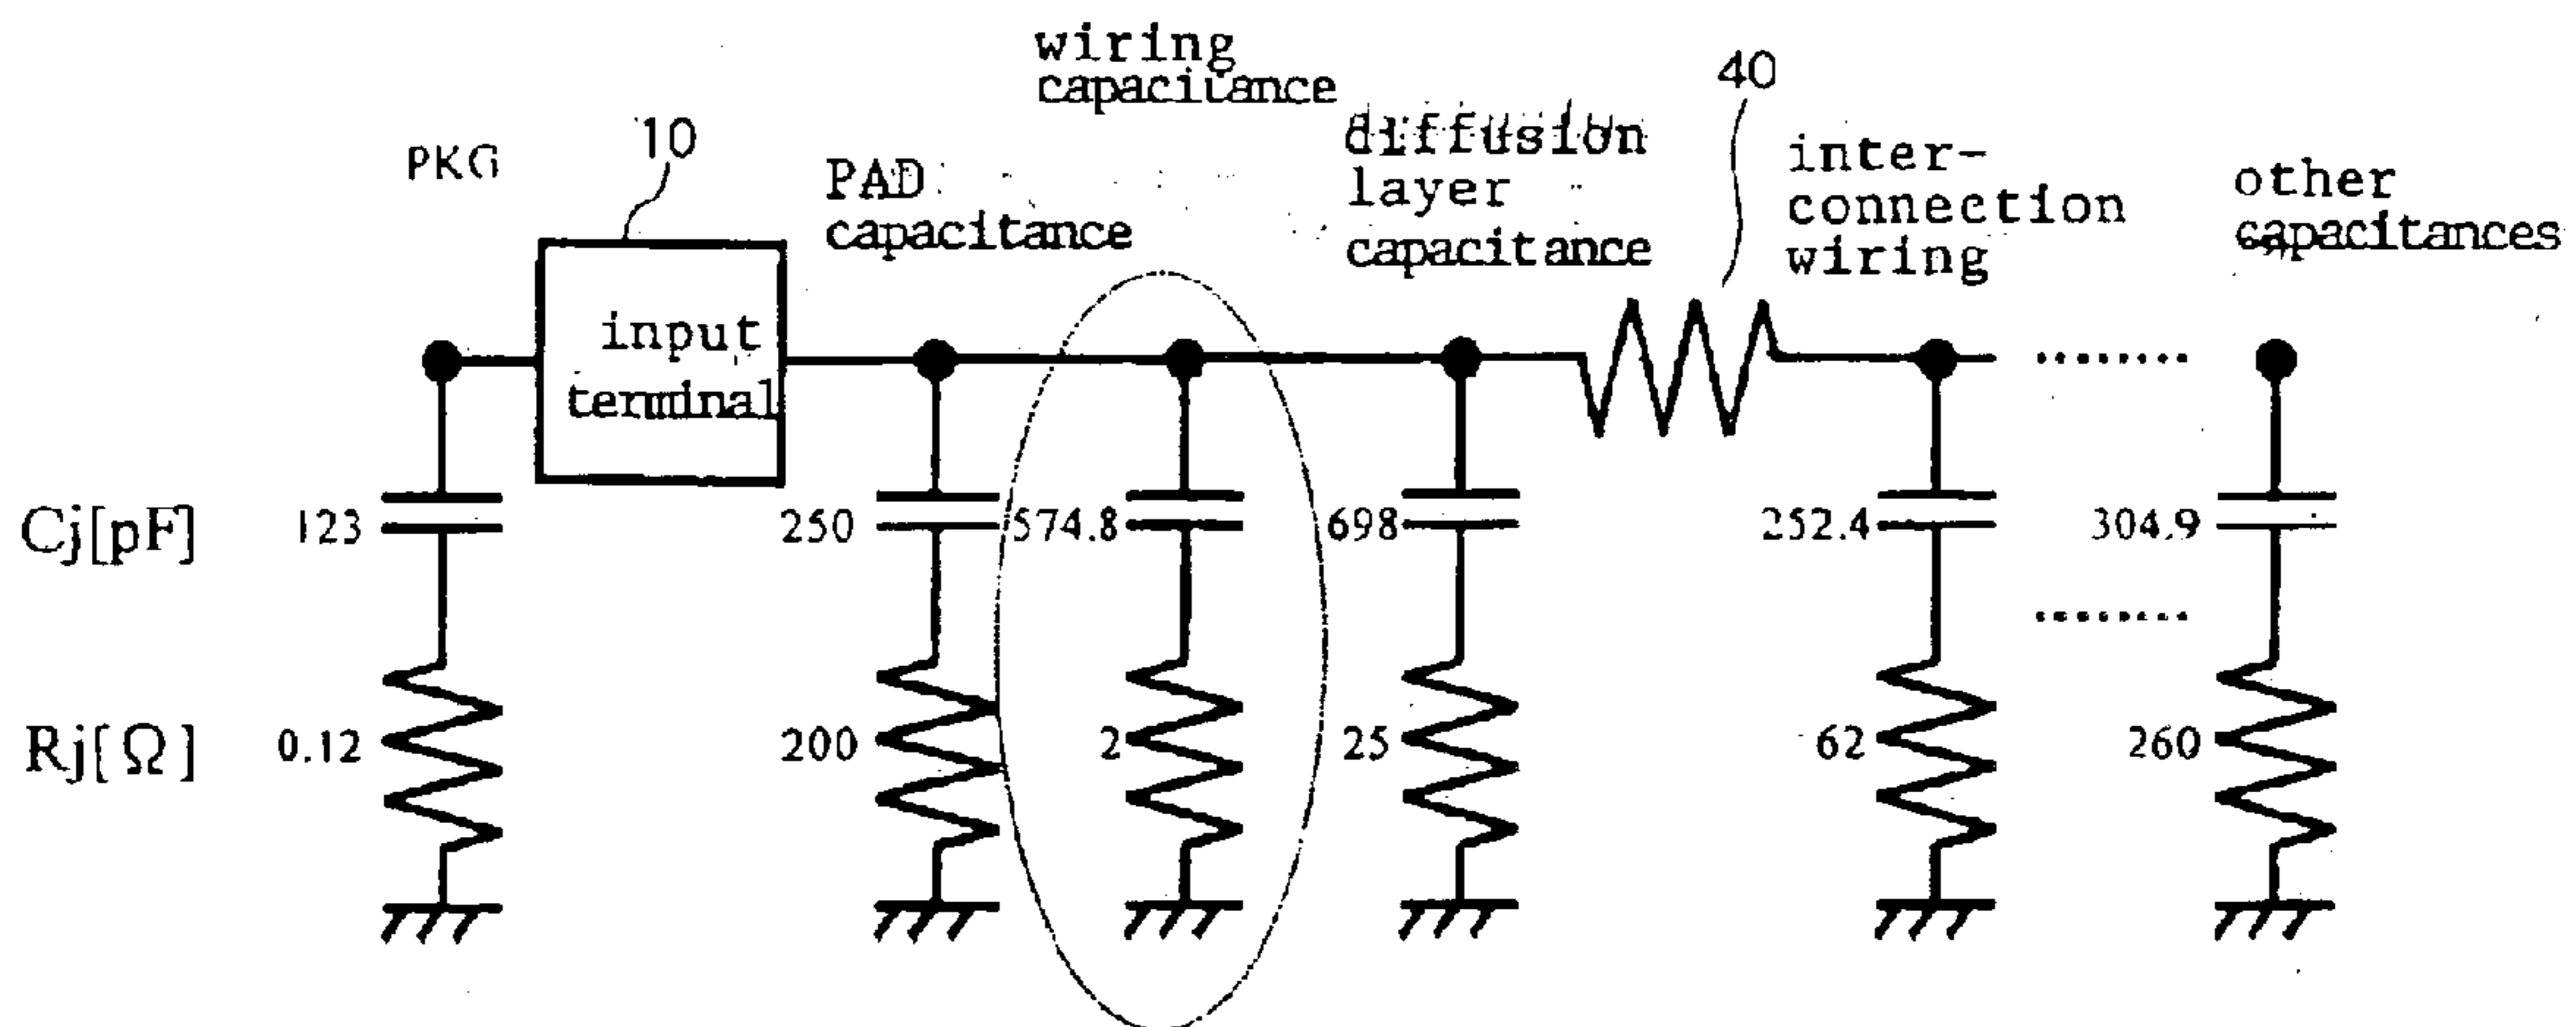 wiring
capacitance
40
PKG
10
PAD
capacitance
diffusion
layer
capacitance
inter-
connection
wiring
other
capacitances
input
terminal
Cj[pF]
123
250
574.8
698
252.4
304.9
Rj[Ω]
0.12
200
2
25
62
260